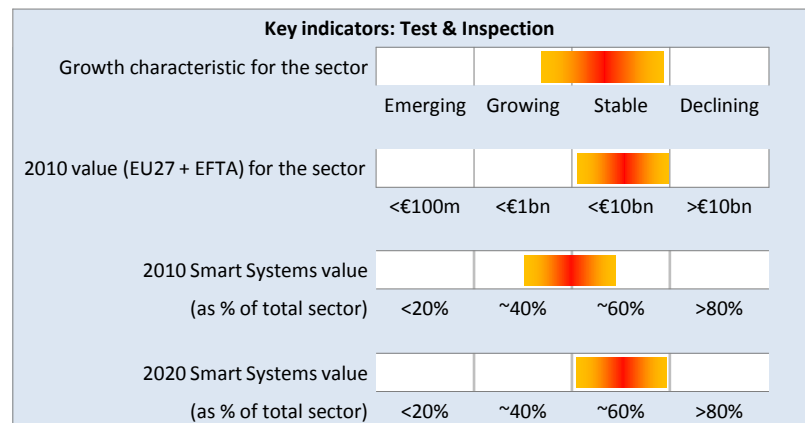 Key indicators: Test & Inspection
Growth characteristic for the sector
Emerging Growing Stable Declining
2010 value (EU27 + EFTA) for the sector
<€100m <€1bn <€10bn >€10bn
2010 Smart Systems value
(as % of total sector) <20% ~40% ~60% >80%
2020 Smart Systems value
(as % of total sector) <20% ~40% ~60% >80%